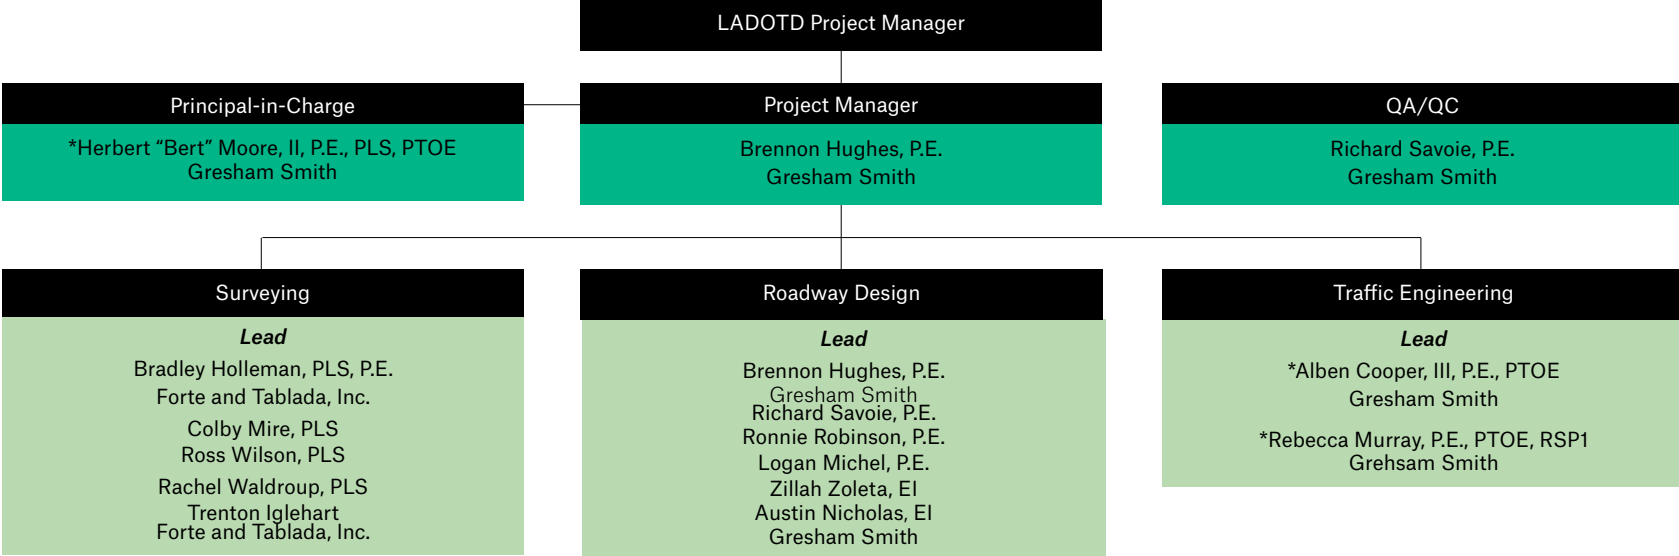 LADOTD Project Manager
Principal-in-Charge
*Herbert “Bert” Moore, II, P.E., PLS, PTOE
Gresham Smith
Project Manager
Brennon Hughes, P.E.
Gresham Smith
QA/QC
Richard Savoie, P.E.
Gresham Smith
Surveying
Lead
Bradley Holleman, PLS, P.E.
Forte and Tablada, Inc.
Colby Mire, PLS
Ross Wilson, PLS
Rachel Waldroup, PLS
Trenton Iglehart
Forte and Tablada, Inc.
Roadway Design
Lead
Brennon Hughes, P.E.
Gresham Smith
Richard Savoie, P.E.
Ronnie Robinson, P.E.
Logan Michel, P.E.
Zillah Zoleta, EI
Austin Nicholas, EI
Gresham Smith
Traffic Engineering
Lead
*Alben Cooper, III, P.E., PTOE
Gresham Smith
*Rebecca Murray, P.E., PTOE, RSP1
Grehsam Smith